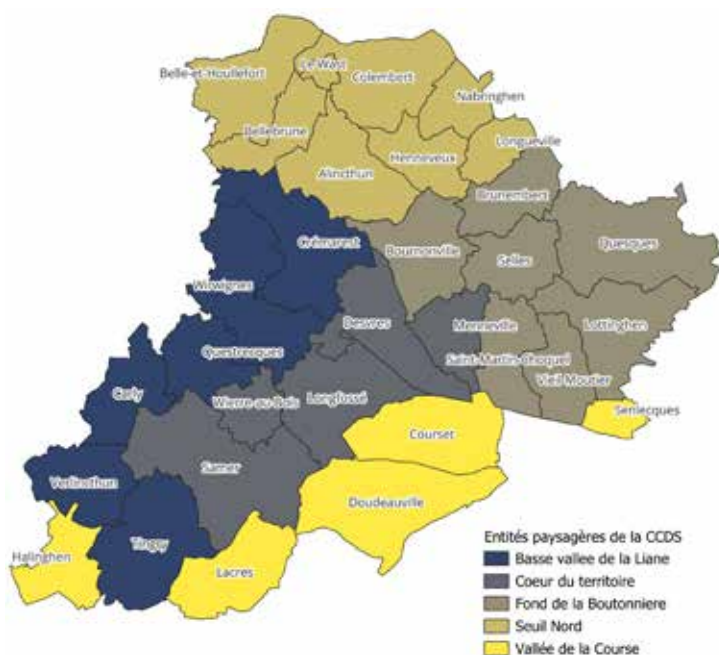 Le Wast
Belle-et-Houllefort
Colembert
Nabringhen
Bellebrune
Longueville
Henneveux
Alincthun
Brunembert
Crémarest
Bournonville
Selles
Quesques
Wirwignes
Desvres
Menneville
Lottinghen
Questrecques
Saint-Martin-choquel
Vieil Moutier
Carly
Wierre-au-Bois
Longfossé
Senlecques
Courset
Samer
Verlincthun
Doudeauville
Tingry
Halinghen
Lacres
Entités paysagères de la CCDS
Basse vallee de la Liane
Coeur du territoire
Fond de la Boutonniere
Seuil Nord
Vallée de la Course